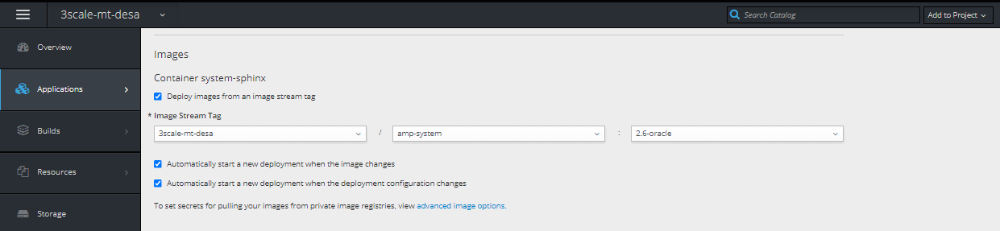 3scale-mt-desa
Search Catalog
Add to Project
Overview
Applications
Builds
Resources
Storage
Images
Container system-sphinx
Deploy images from an image stream tag
* Image Stream Tag
3scale-mt-desa / amp-system : 2.6-oracle
Automatically start a new deployment when the image changes
Automatically start a new deployment when the deployment configuration changes
To set secrets for pulling your images from private image registries, view advanced image options.